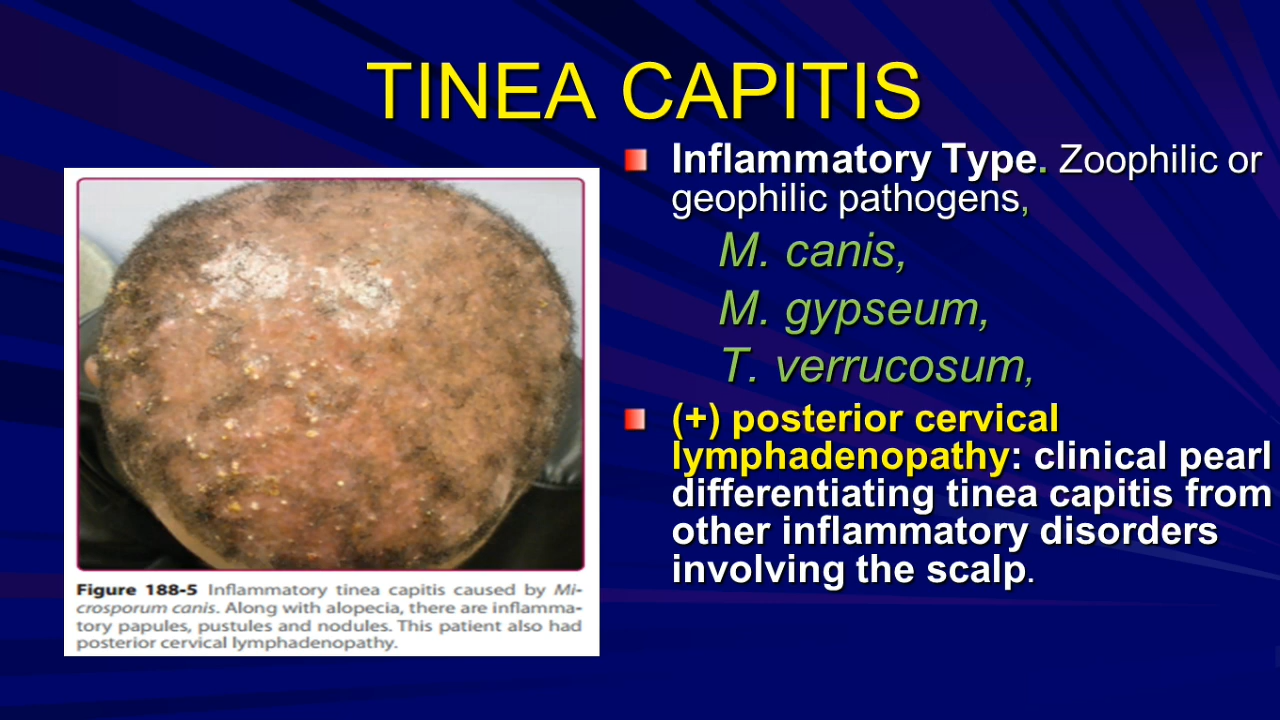 TINEA CAPITIS
Inflammatory Type. Zoophilic or
geophilic pathogens,
M. canis,
M. gypseum,
T. verrucosum,
(+) posterior cervical
lymphadenopathy: clinical pearl
differentiating tinea capitis from
other inflammatory disorders
involving the scalp.
Figure 188-5 Inflammatory tinea capitis caused by Mi-
crosporum canis. Along with alopecia, there are inflamma-
tory papules, pustules and nodules. This patient also had
posterior cervical lymphadenopathy.